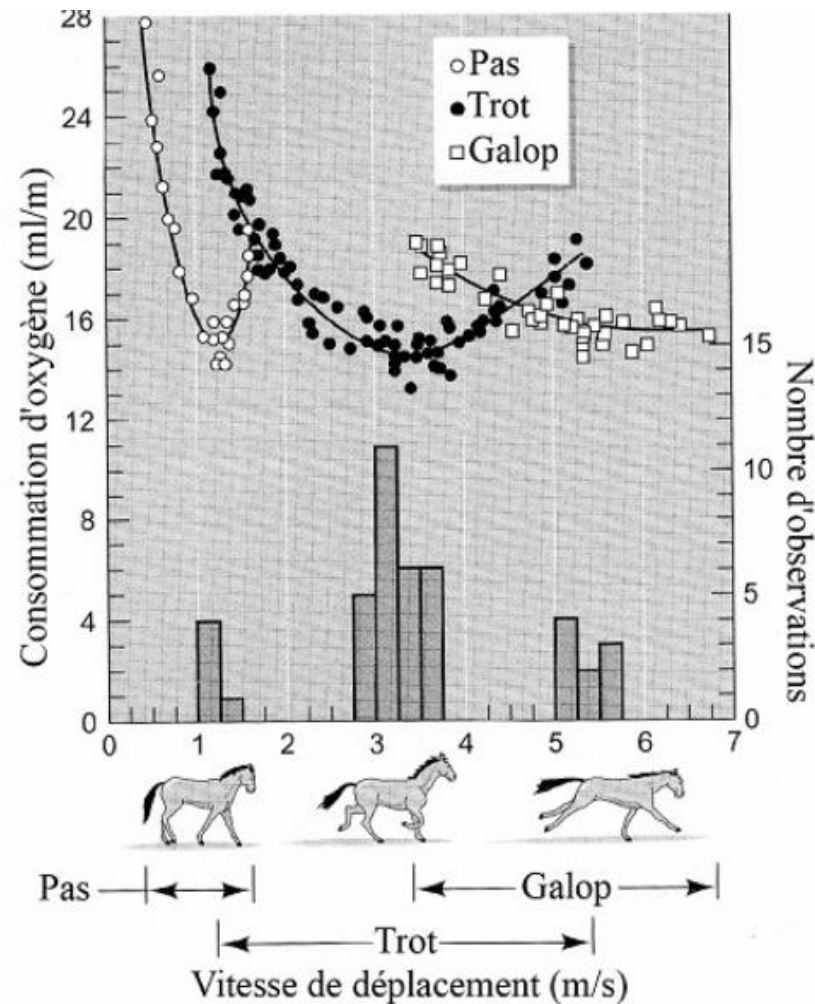 28
24
20
16
12
8
4
0
Consommation d'oxygène (ml/m)
Pas
Trot
Galop
15
10
5
0
Nombre d'observations
0 1 2 3 4 5 6 7
Pas
Galop
Trot
Vitesse de déplacement (m/s)